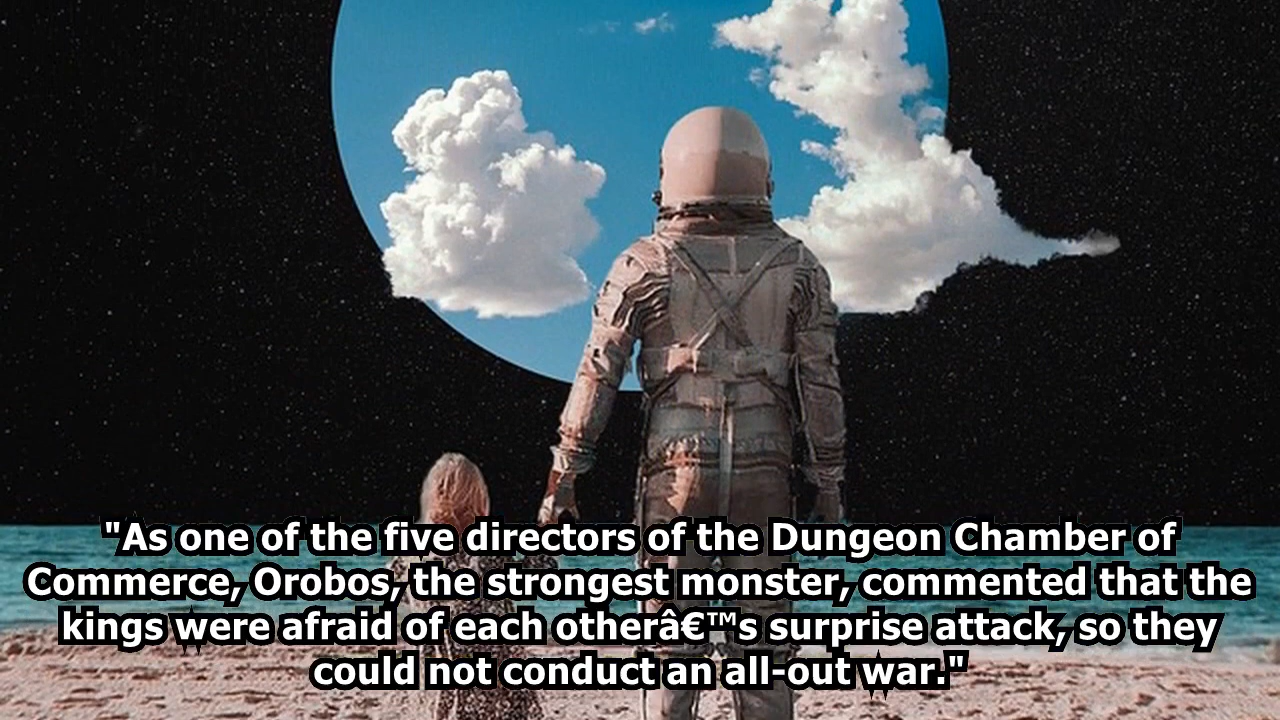 "As one of the five directors of the Dungeon Chamber of
Commerce, Orobos, the strongest monster, commented that the
kings were afraid of each otherâ€™s surprise attack, so they
could not conduct an all-out war."